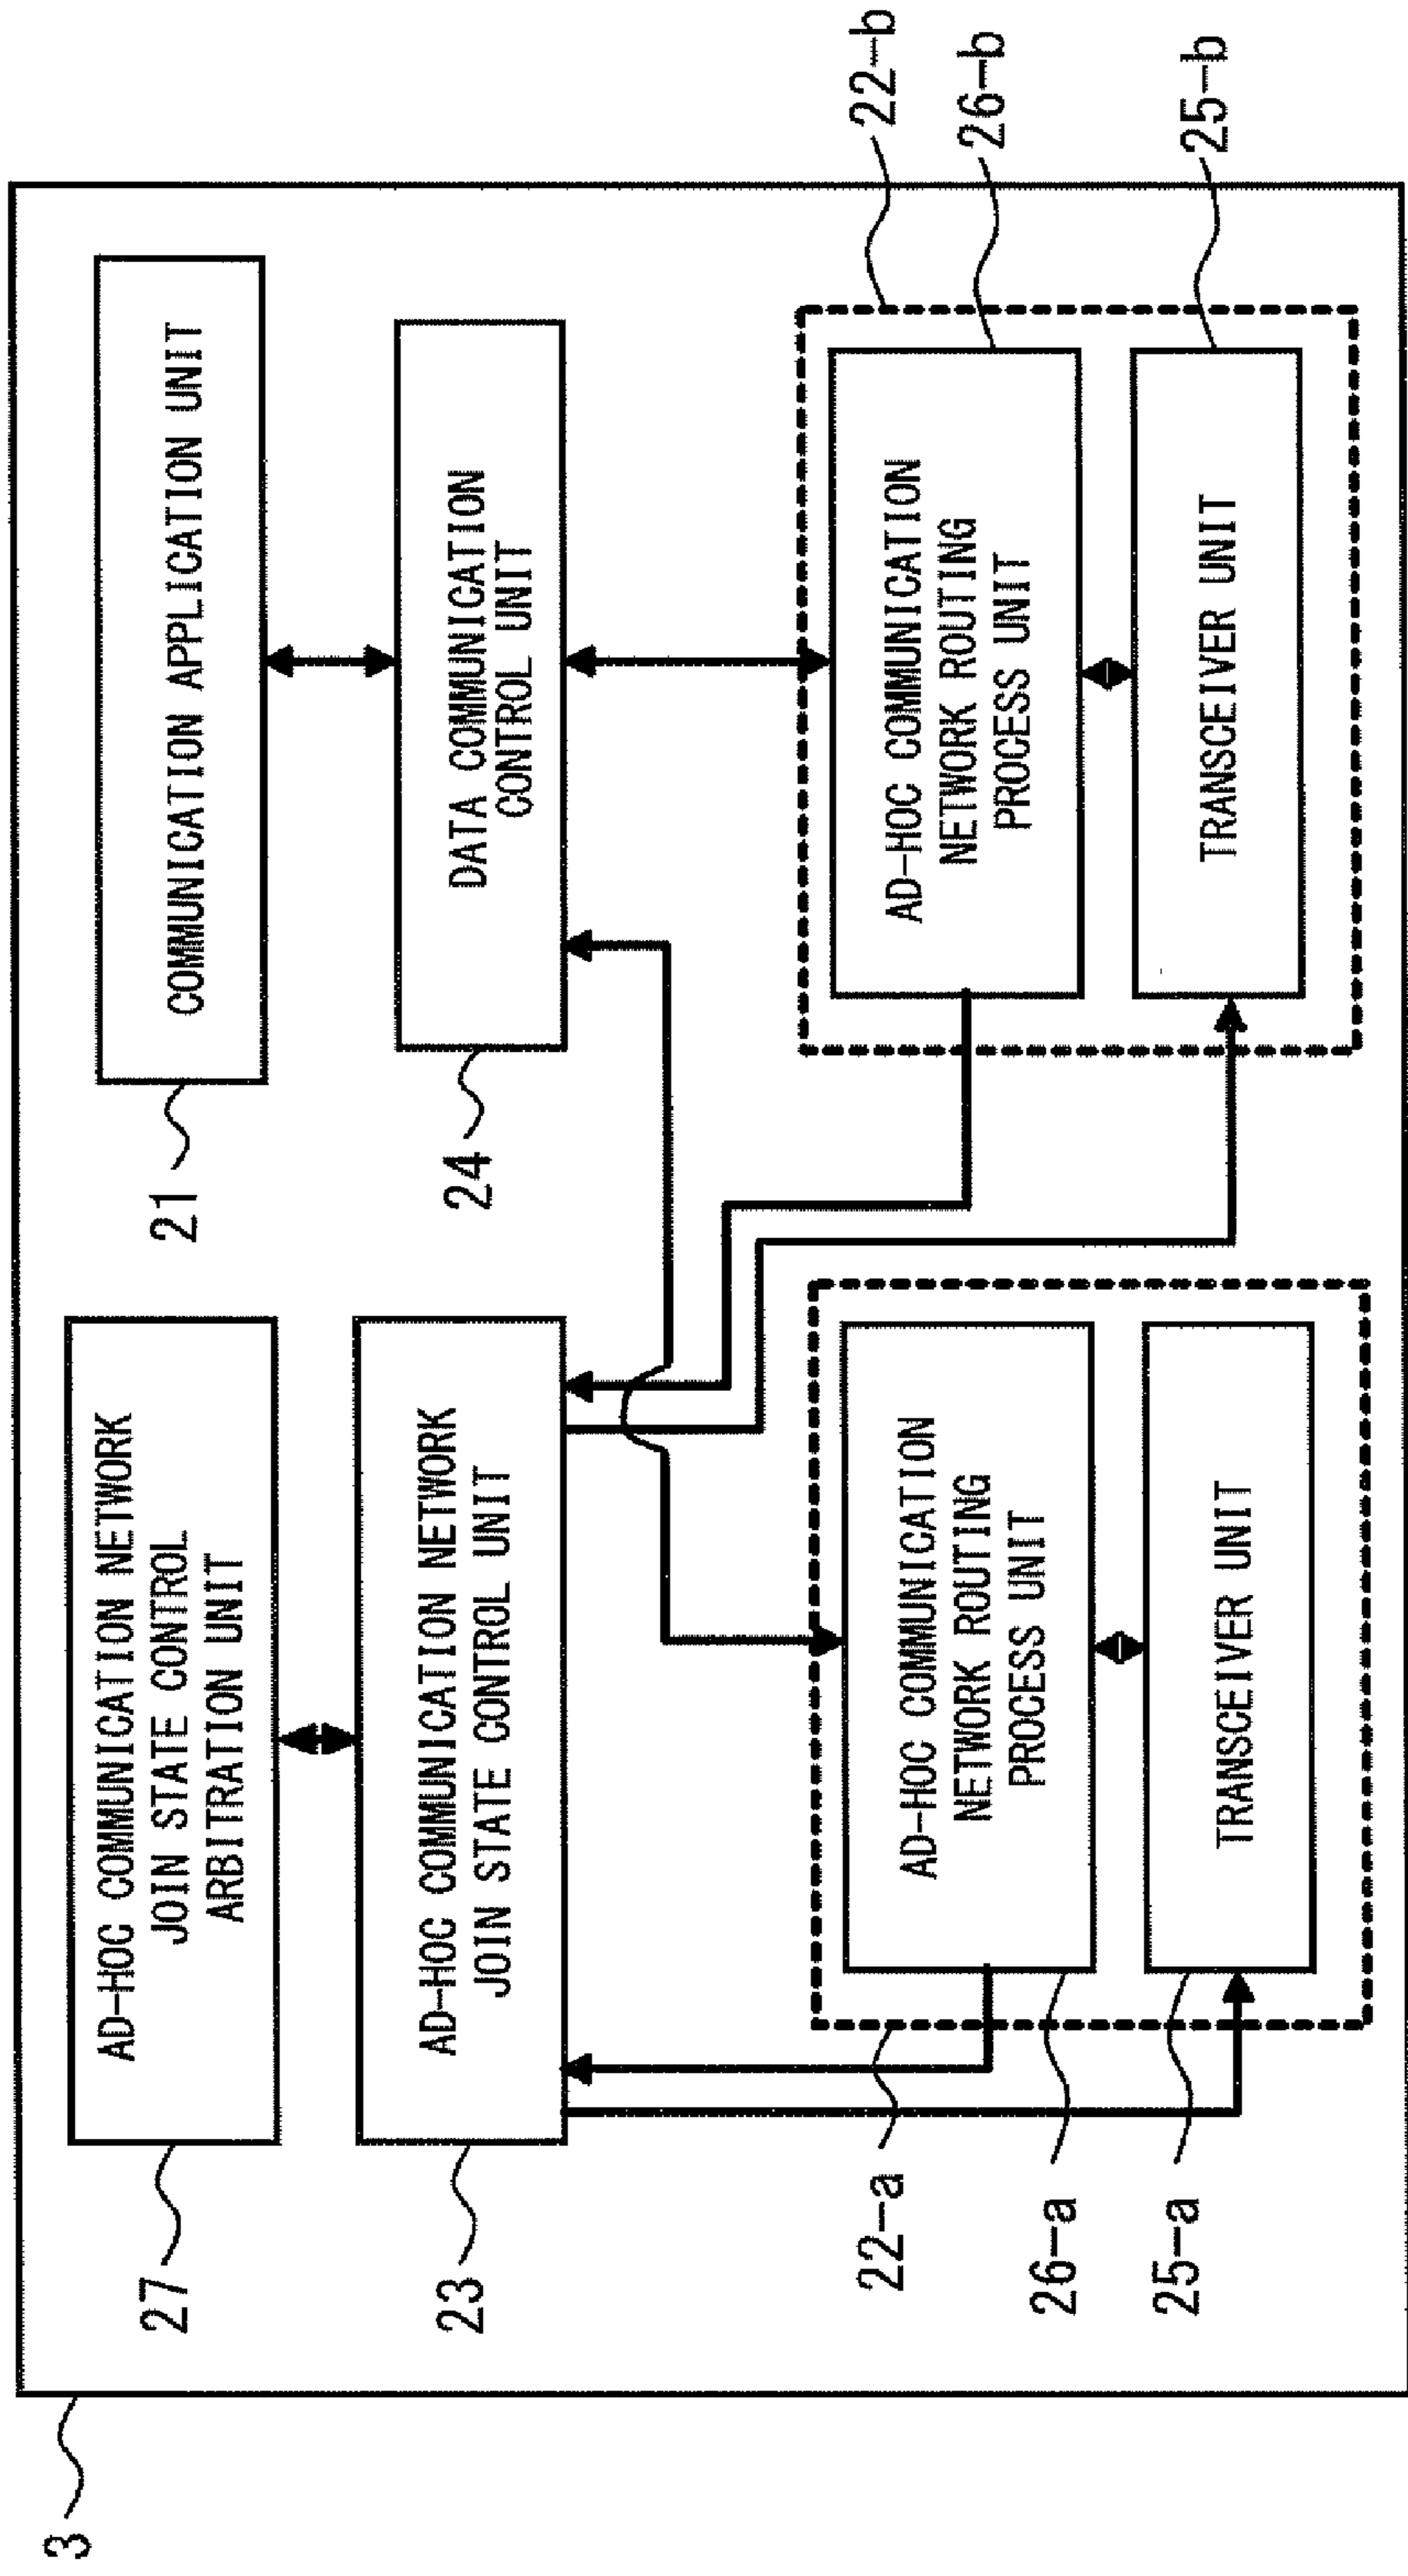 3
27
AD-HOC COMMUNICATION NETWORK
JOIN STATE CONTROL
ARBITRATION UNIT
21
COMMUNICATION APPLICATION UNIT
23
AD-HOC COMMUNICATION NETWORK
JOIN STATE CONTROL UNIT
24
DATA COMMUNICATION
CONTROL UNIT
22-a
26-a
25-a
AD-HOC COMMUNICATION
NETWORK ROUTING
PROCESS UNIT
TRANSCEIVER UNIT
AD-HOC COMMUNICATION
NETWORK ROUTING
PROCESS UNIT
TRANSCEIVER UNIT
22-b
26-b
25-b